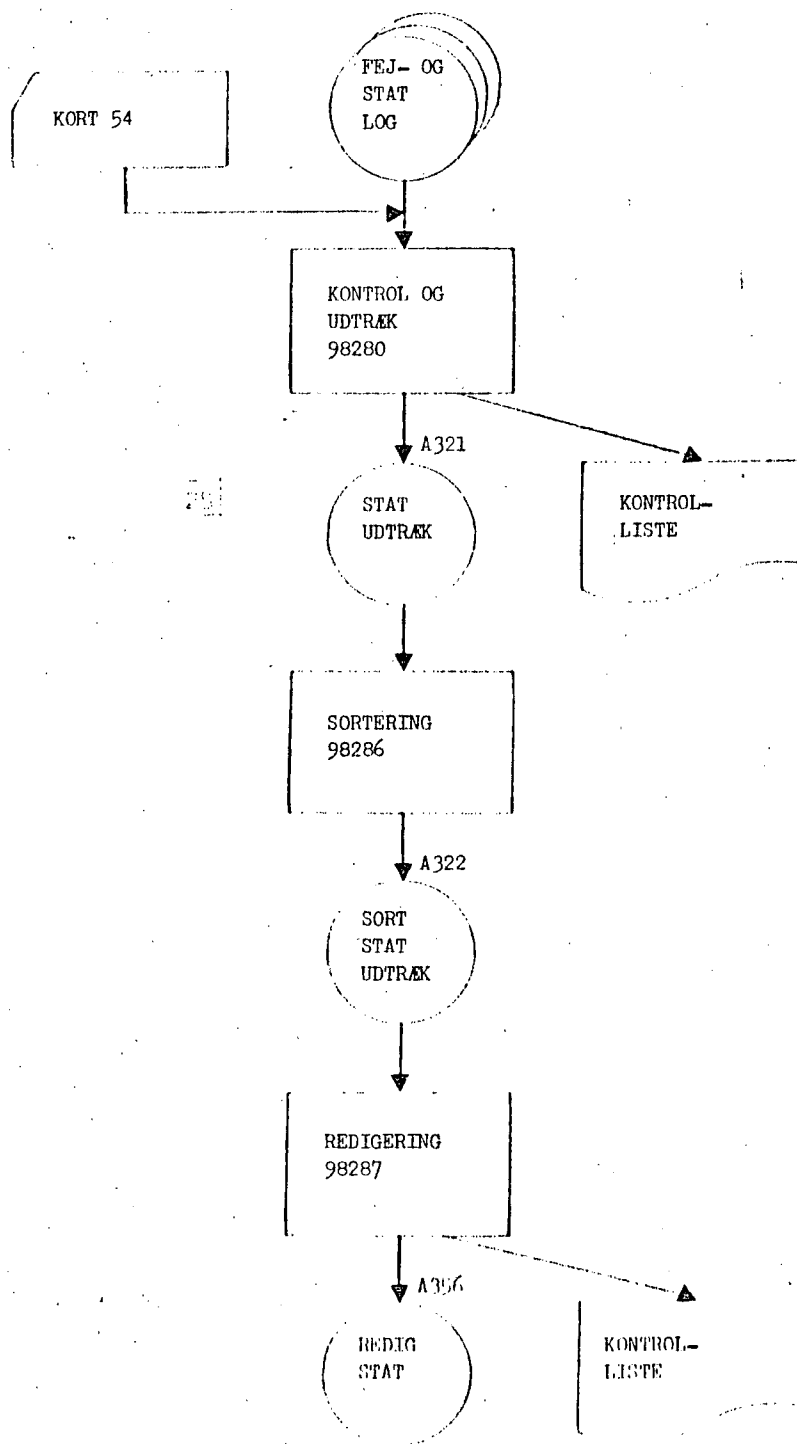 FEJ- OG
STAT
LOG
KORT 54
KONTROL OG
UDTRÆK
98280
A321
STAT
UDTRÆK
KONTROL-
LISTE
SORTERING
98286
A322
SORT
STAT
UDTRÆK
REDIGERING
98287
A356
REDIG
STAT
KONTROL-
LISTE